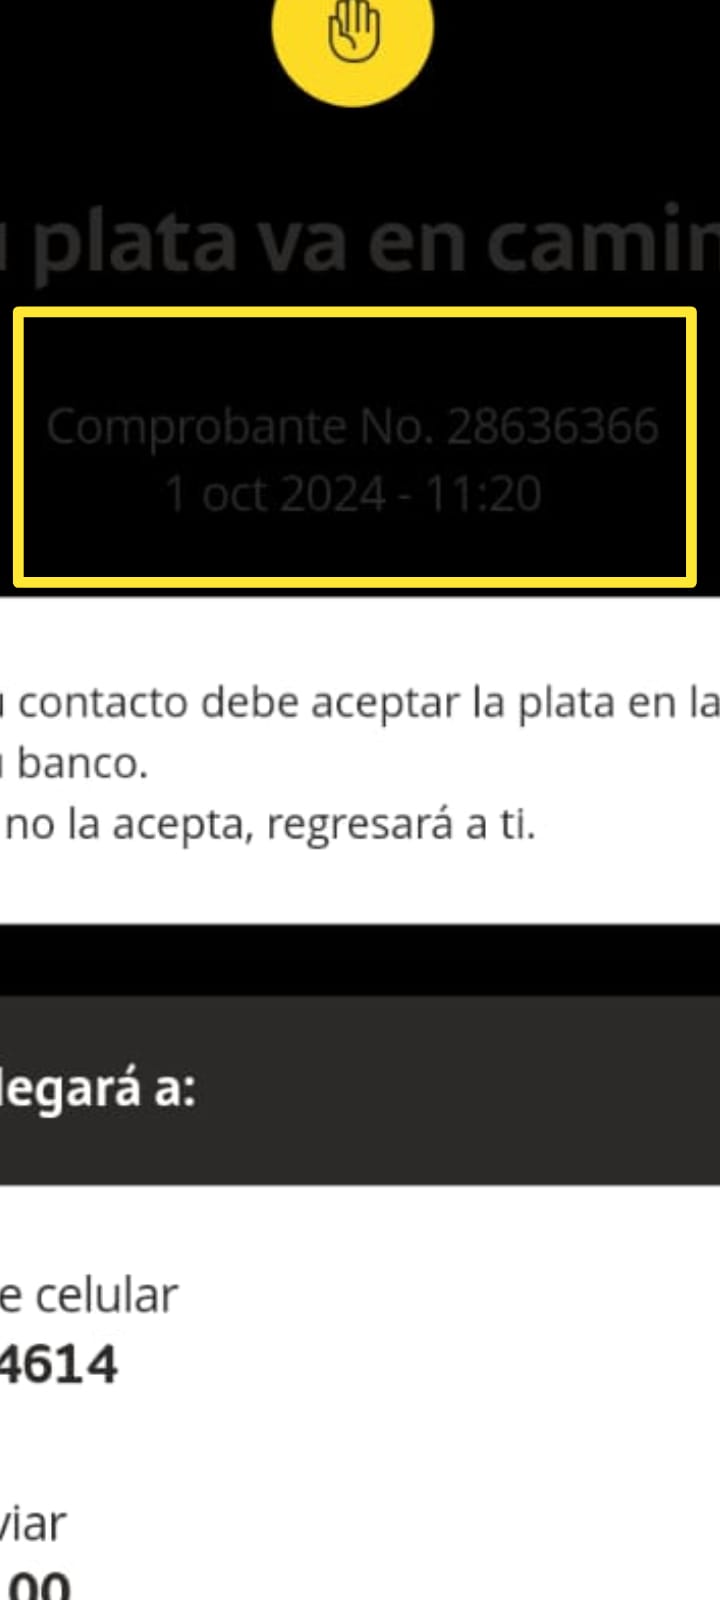 plata va en camin
Comprobante No. 28636366
1 oct 2024 - 11:20
contacto debe aceptar la plata en la
banco.
no la acepta, regresará a ti.
legará a:
e celular
4614
viar
00